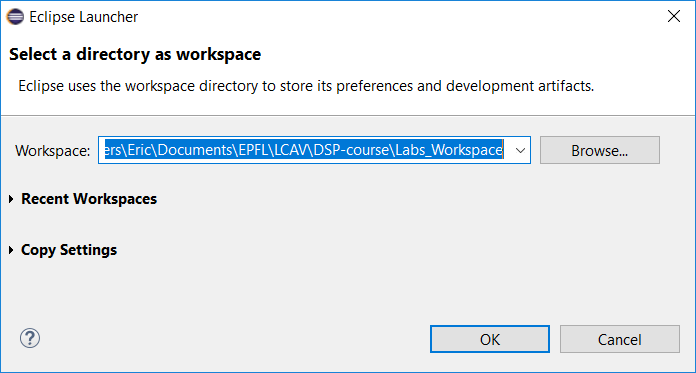 Eclipse Launcher
Select a directory as workspace
Eclipse uses the workspace directory to store its preferences and development artifacts.
Workspace: ers\Eric\Documents\EPFL\LCAV\DSP-course\Labs_Workspace Browse...
Recent Workspaces
Copy Settings
? OK Cancel